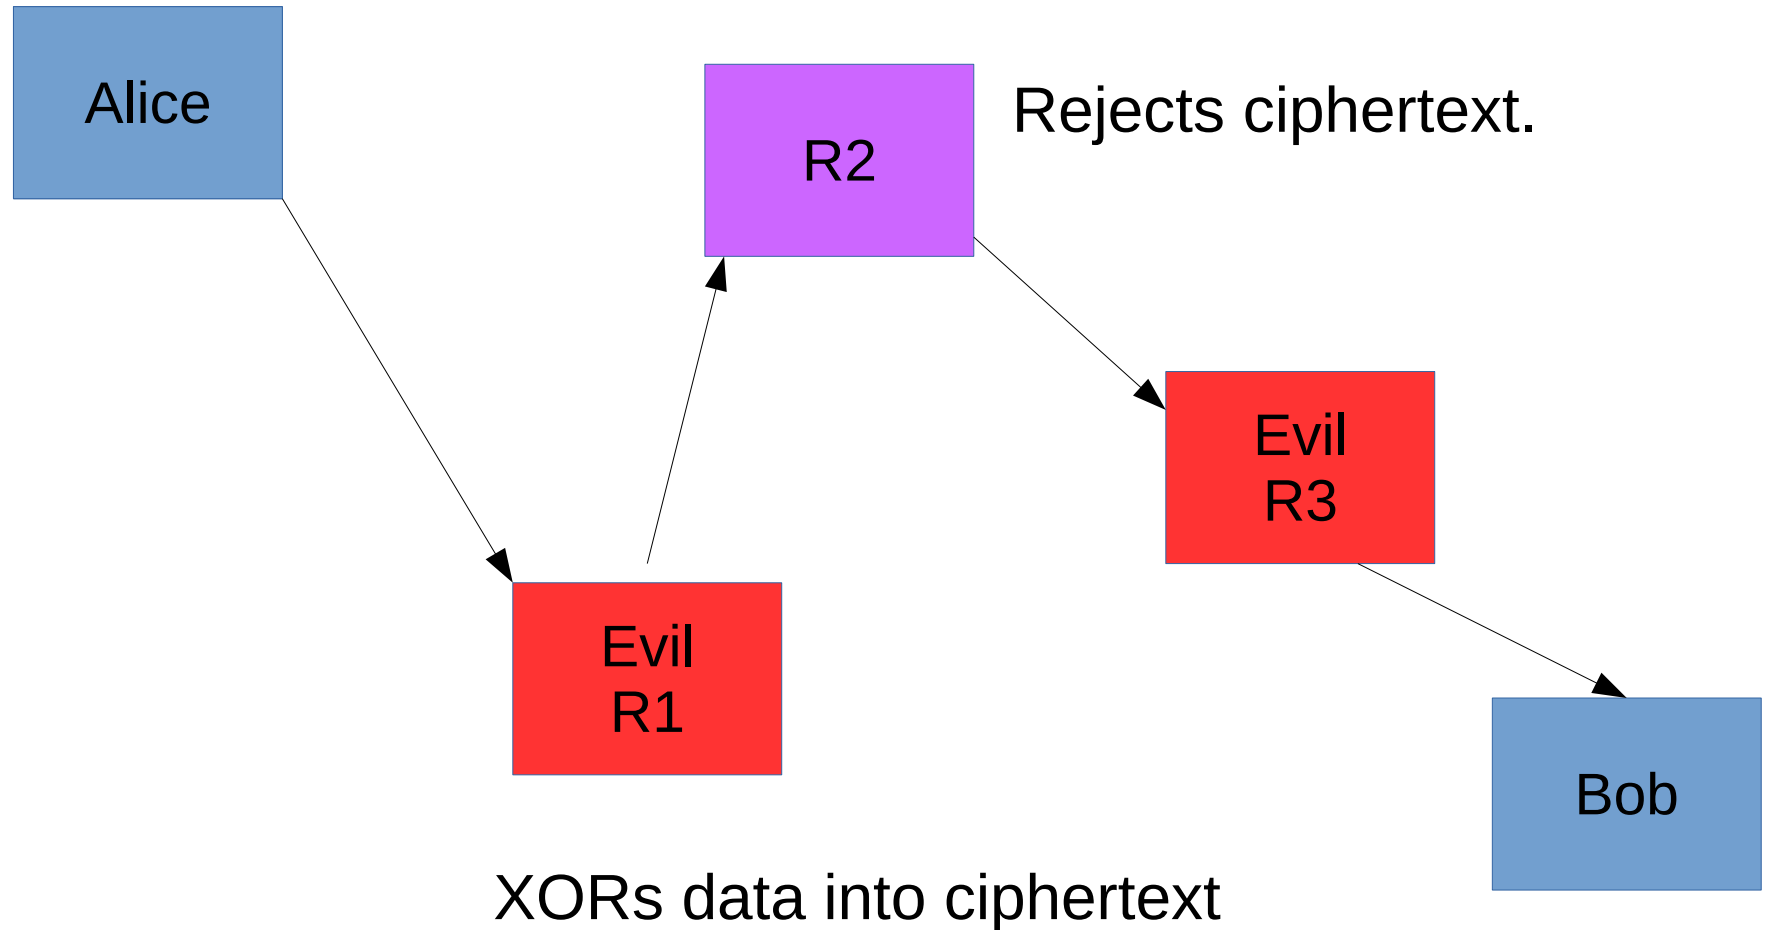 Alice
R2
Rejects ciphertext.
Evil
R3
Evil
R1
Bob
XORs data into ciphertext